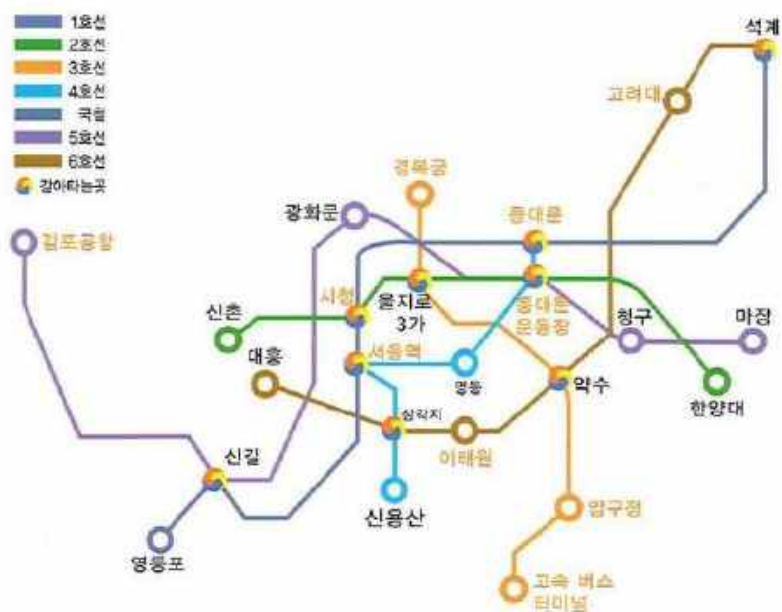 1호선
2호선
3호선
4호선
국철
5호선
6호선
갈아타는곳
석계
고려대
경복궁
광화문
동대문
김포공항
시청
을지로
3가
동대문
운동장
청구
마장
신촌
서울역
명동
대흥
약수
한양대
삼각지
이태원
신길
신용산
압구정
영등포
고속 버스
터미널